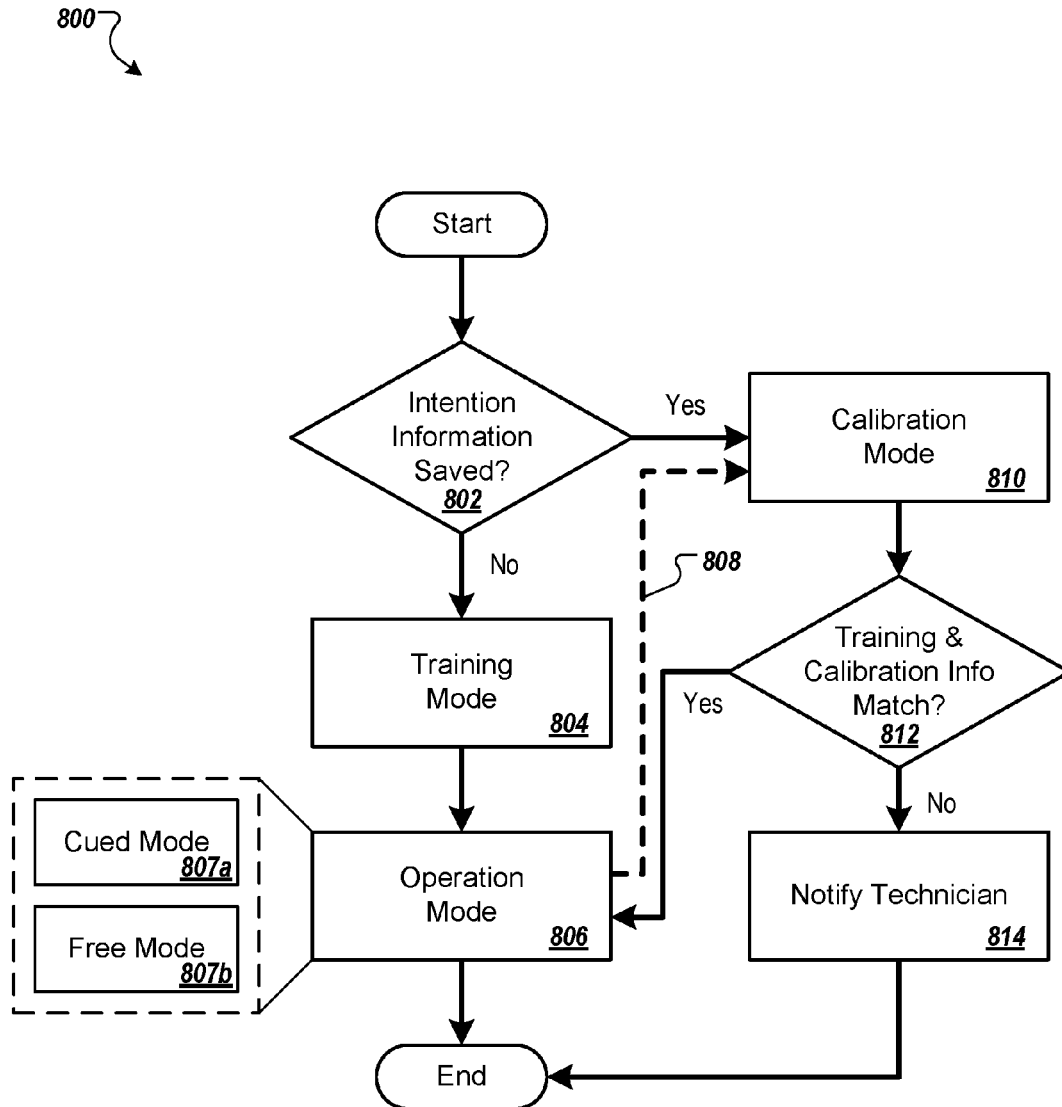 800
Start
Intention
Information
Saved?
802
Yes
Calibration
Mode
810
No
808
Training
Mode
804
Training &
Calibration Info
Match?
812
Yes
No
Cued Mode
807a
Free Mode
807b
Operation
Mode
806
Notify Technician
814
End